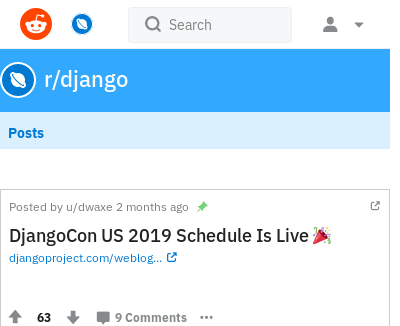 Search
r/django
Posts
Posted by u/dwaxe 2 months ago
DjangoCon US 2019 Schedule Is Live🎉
djangoproject.com/weblog...
63
9 Comments